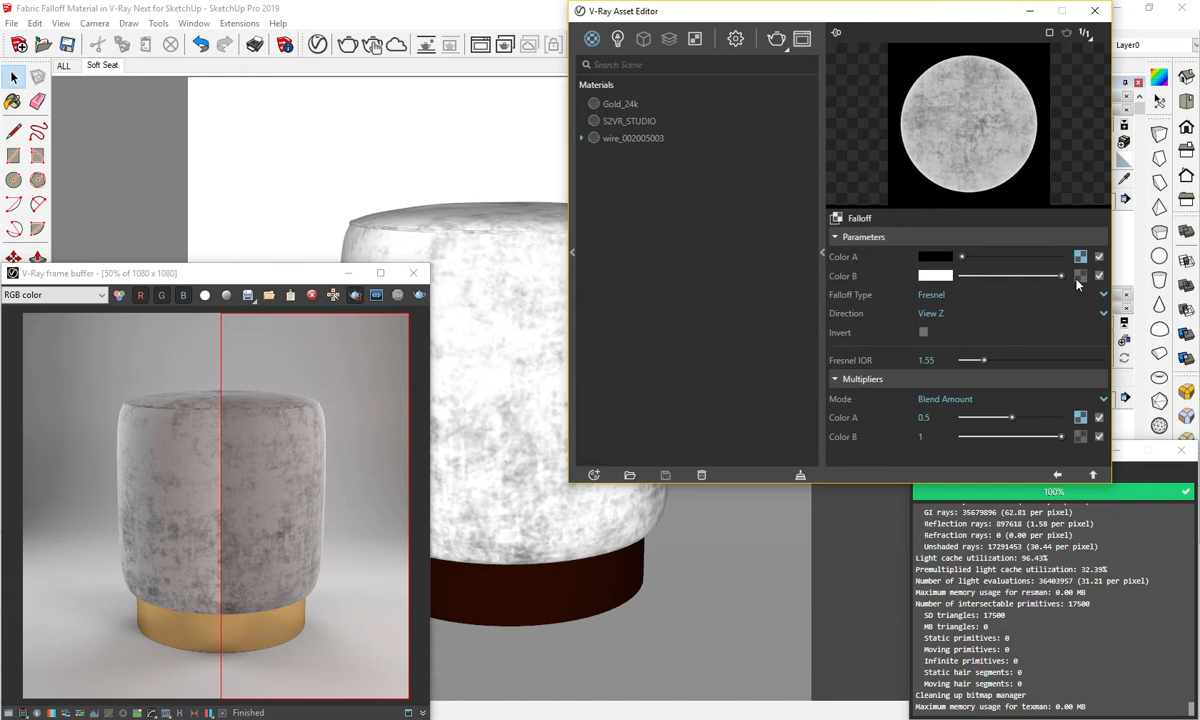 Fabric Falloff Material in V-Ray Next for SketchUp Pro 2019
File Edit View Camera Draw Tools Window Extensions Help
ALL Soft Seat
Layer0
V-Ray Asset Editor
Search Scene
Materials
Gold_24k
S2VR_STUDIO
wire_002005003
1/1
Falloff
Parameters
Color A
Color B
Falloff Type Fresnel
Direction View Z
Invert
Fresnel IOR 1.55
Multipliers
Mode Blend Amount
Color A 0.5
Color B 1
V-Ray frame buffer - [50% of 1080 x 1080]
RGB color R G B
H
Finished
100%
GI rays: 35679896 (62.81 per pixel)
Reflection rays: 897618 (1.58 per pixel)
Refraction rays: 0 (0.00 per pixel)
Unshaded rays: 17291453 (30.44 per pixel)
Light cache utilization: 96.43%
Premultiplied light cache utilization: 32.39%
Number of light evaluations: 36403957 (31.21 per pixel)
Maximum memory usage for resman: 0.00 MB
Number of intersectable primitives: 17500
SD triangles: 17500
MB triangles: 0
Static primitives: 0
Moving primitives: 0
Infinite primitives: 0
Static hair segments: 0
Moving hair segments: 0
Cleaning up bitmap manager
Maximum memory usage for texman: 0.00 MB